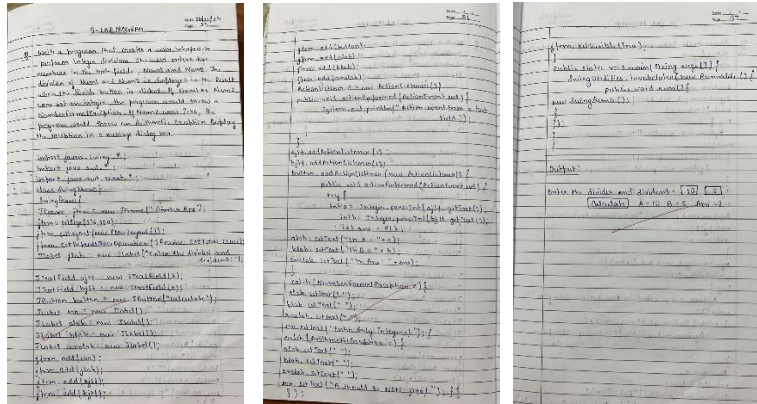 9-LAB PROGRAM
Date
Page
Write a program that creates a user interface to
perform integer divisions. The user enters two
numbers in the text fields, Num1 and Num2. The
division of Num1 and Num2 is displayed in the Result
when the Divide button is clicked. If Num1 or Num2
were not an integer, the program would throw a
NumberFormatException. If Num2 were Zero, the
program would throw an Arithmetic Exception Display
the exception in a message dialog box
import javax.swing.*;
import java.awt.*;
import java.awt.event.*;
class SwingDemo{
SwingDemo(){
JFrame jfrm = new JFrame("Divider App");
jfrm.setSize(275,150);
jfrm.setLayout(new FlowLayout());
jfrm.setDefaultCloseOperation(JFrame.EXIT_ON_CLOSE);
JLabel jlab = new JLabel("Enter the divider and
dividend:");
JTextField ajtf = new JTextField(8);
JTextField bjtf = new JTextField(8);
JButton button = new JButton("Calculate");
JLabel err = new JLabel();
JLabel alab = new JLabel();
JLabel blab = new JLabel();
JLabel anslab = new JLabel();
jfrm.add(err);
jfrm.add(jlab);
jfrm.add(ajtf);
jfrm.add(bjtf);
Date
Page
jfrm.add(button);
jfrm.add(alab);
jfrm.add(blab);
jfrm.add(anslab);
ActionListener l = new ActionListener()
public void actionPerformed(ActionEvent evt) {
System.out.println("Action event from a text
field");
}
}
ajtf.addActionListener(l);
bjtf.addActionListener(l);
button.addActionListener(new ActionListener() {
public void actionPerformed(ActionEvent evt) {
try {
int a = Integer.parseInt(ajtf.getText());
int b = Integer.parseInt(bjtf.getText());
int ans = a/b;
alab.setText("\n A = "+a);
blab.setText("\n B = "+b);
anslab.setText("\n Ans = "+ans);
}
catch(NumberFormatException e){
alab.setText(" ");
blab.setText(" ");
anslab.setText(" ");
err.setText("Enter Only Integers!"); }
catch(ArithmeticException e) {
alab.setText(" ");
blab.setText(" ");
anslab.setText(" ");
err.setText("B should be NON zero!"); } }
} );
Date
Page
jfrm.setVisible(true);
}
public static void main(String args[]) {
SwingUtilities.invokeLater(new Runnable() {
public void run(){
new SwingDemo();
}
});
}
}
Output:
Enter the divider and dividend: 10 5
Calculate A=10 B=5 Ans=2